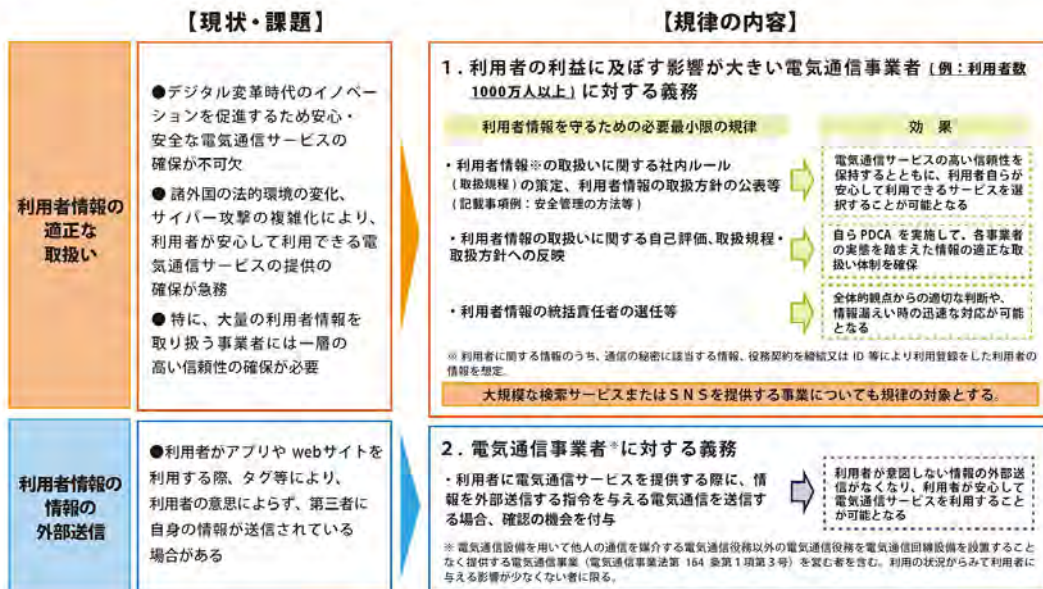 【現状・課題】
【規律の内容】
利用者情報の
適正な
取扱い
●デジタル変革時代のイノベー
ションを促進するため安心・
安全な電気通信サービスの
確保が不可欠
● 諸外国の法的環境の変化、
サイバー攻撃の複雑化により、
利用者が安心して利用できる電
気通信サービスの提供の
確保が急務
● 特に、大量の利用者情報を
取り扱う事業者には一層の
高い信頼性の確保が必要
1．利用者の利益に及ぼす影響が大きい電気通信事業者（例：利用者数
1000万人以上）に対する義務
利用者情報を守るための必要最小限の規律
効　果
・利用者情報※の取扱いに関する社内ルール
（取扱規程）の策定、利用者情報の取扱方針の公表等
（記載事項例：安全管理の方法等）
電気通信サービスの高い信頼性を
保持するとともに、利用者自らが
安心して利用できるサービスを選
択することが可能となる
・利用者情報の取扱いに関する自己評価、取扱規程・
取扱方針への反映
自ら PDCA を実施して、各事業者
の実態を踏まえた情報の適正な取
扱い体制を確保
・利用者情報の統括責任者の選任等
全体的観点からの適切な判断や、
情報漏えい時の迅速な対応が可能
となる
※ 利用者に関する情報のうち、通信の秘密に該当する情報、役務契約を締結又は ID 等により利用登録をした利用者の
情報を想定。
大規模な検索サービスまたはＳＮＳを提供する事業についても規律の対象とする。
利用者情報の
情報の
外部送信
●利用者がアプリや webサイトを
利用する際、タグ等により、
利用者の意思によらず、第三者に
自身の情報が送信されている
場合がある
2．電気通信事業者※に対する義務
・利用者に電気通信サービスを提供する際に、情
報を外部送信する指令を与える電気通信を送信す
る場合、確認の機会を付与
利用者が意図しない情報の外部送
信がなくなり、利用者が安心して
電気通信サービスを利用すること
が可能となる
※ 電気通信設備を用いて他人の通信を媒介する電気通信役務以外の電気通信役務を電気通信回線設備を設置すること
なく提供する電気通信事業（電気通信事業法第 164 条第１項第３号）を営む者を含む。利用の状況からみて利用者に
与える影響が少なくない者に限る。